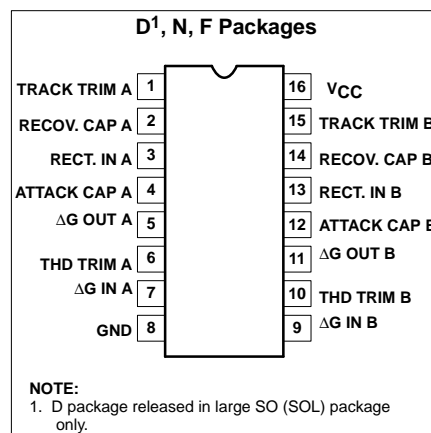 D1, N, F Packages
TRACK TRIM A 1
RECOV. CAP A 2
RECT. IN A 3
ATTACK CAP A 4
ΔG OUT A 5
THD TRIM A 6
ΔG IN A 7
GND 8
16 VCC
15 TRACK TRIM B
14 RECOV. CAP B
13 RECT. IN B
12 ATTACK CAP B
11 ΔG OUT B
10 THD TRIM B
9 ΔG IN B
NOTE:
1. D package released in large SO (SOL) package
only.